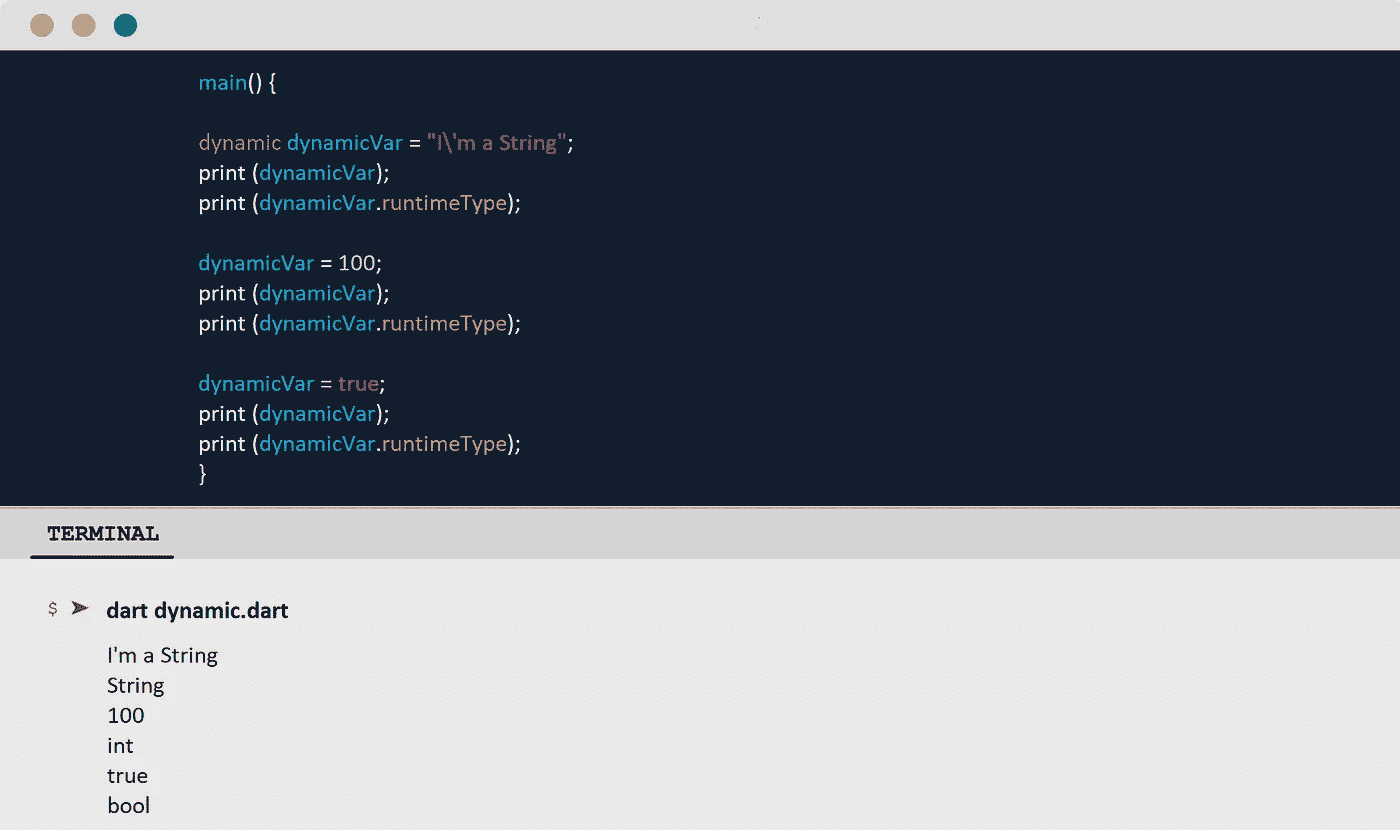 main() {
dynamic dynamicVar = "I\'m a String";
print (dynamicVar);
print (dynamicVar.runtimeType);
dynamicVar = 100;
print (dynamicVar);
print (dynamicVar.runtimeType);
dynamicVar = true;
print (dynamicVar);
print (dynamicVar.runtimeType);
}
TERMINAL
$ ➤ dart dynamic.dart
I'm a String
String
100
int
true
bool